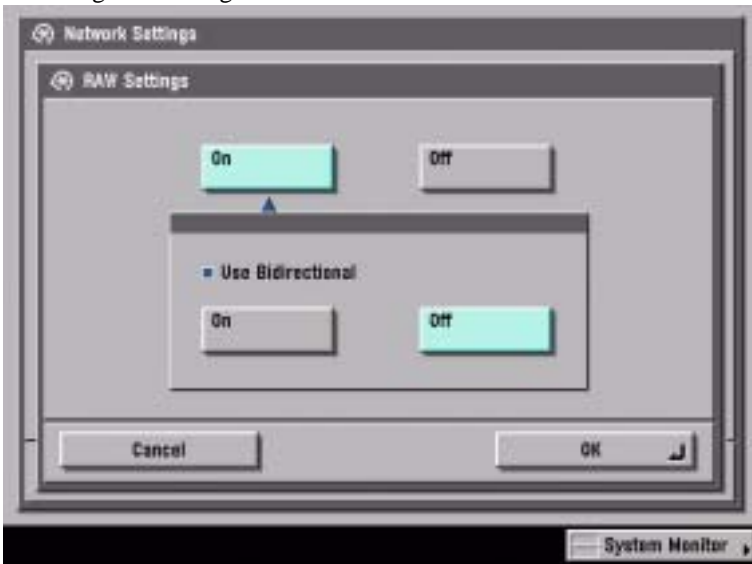 Network Settings
RAW Settings
On Off
Use Bidirectional
On Off
Cancel OK
System Monitor